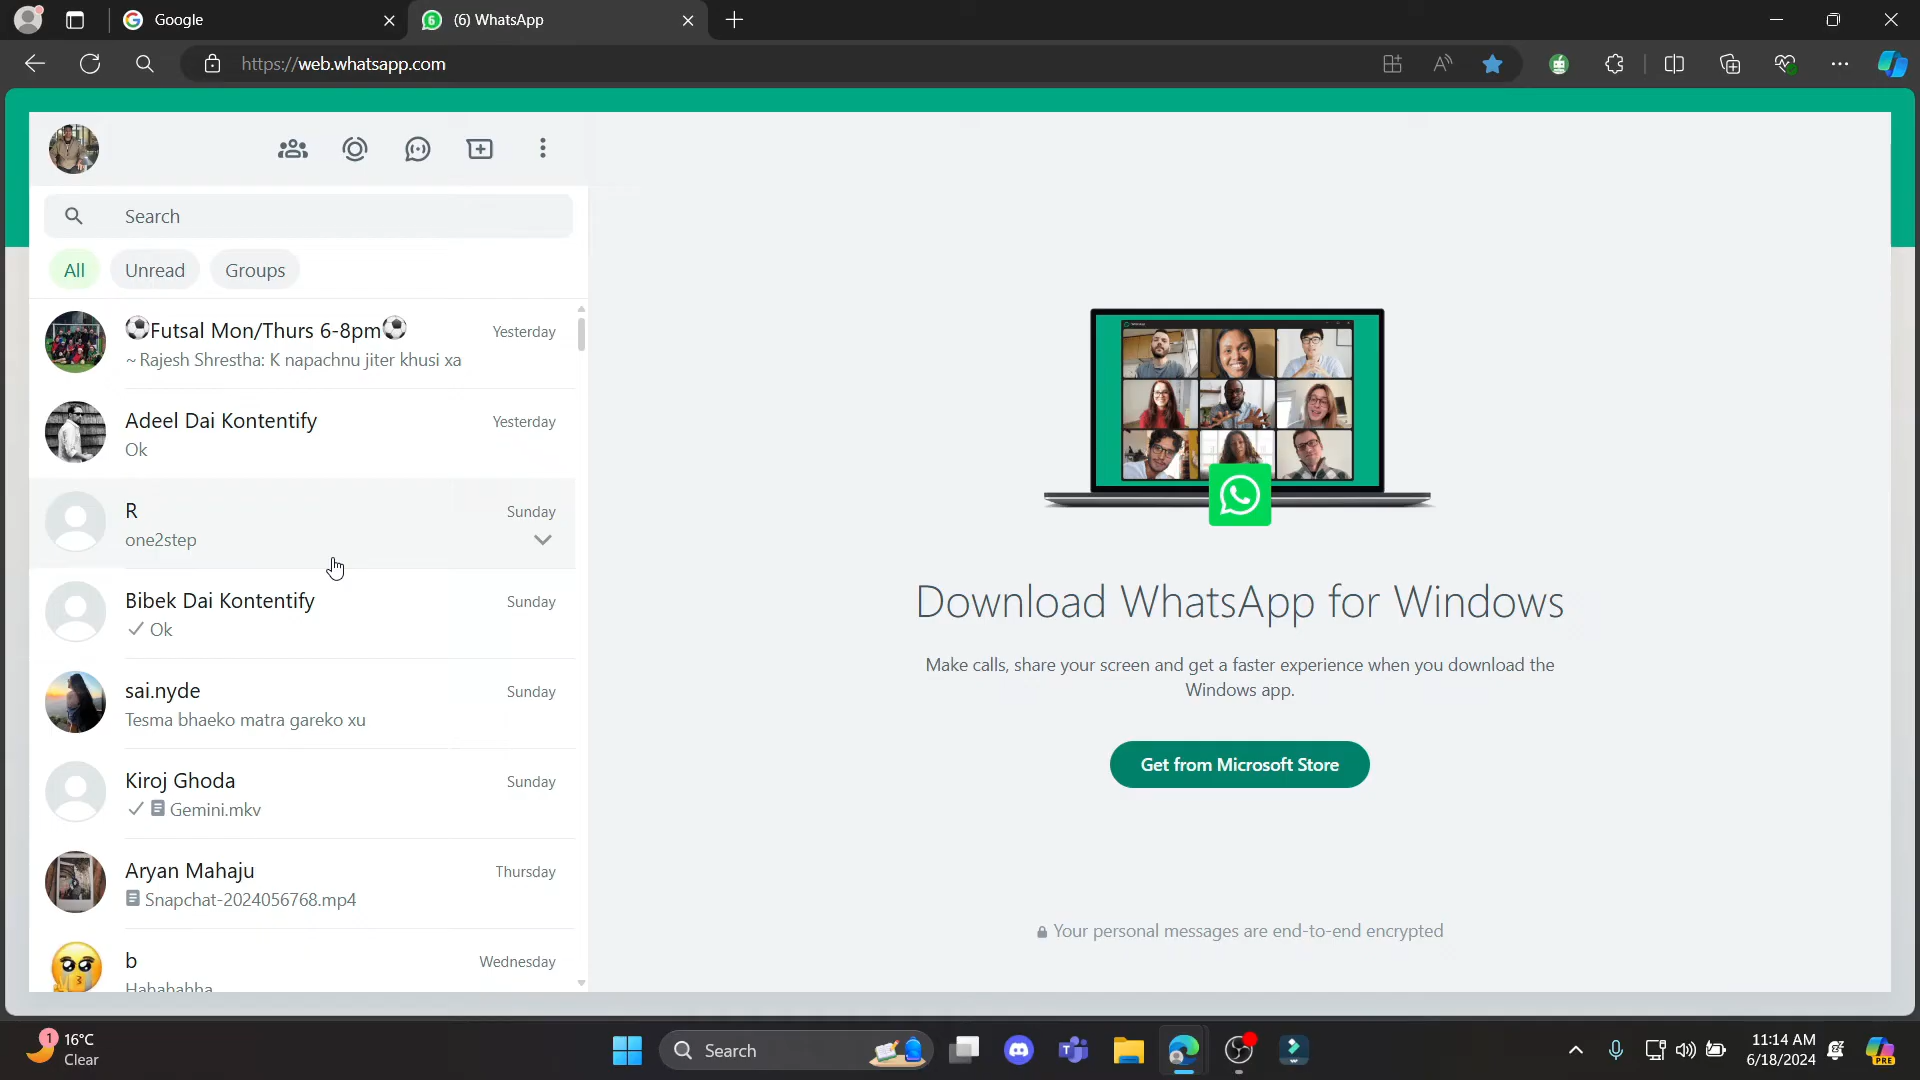 Google
(6) WhatsApp
https://web.whatsapp.com
Search
All Unread Groups
⚽Futsal Mon/Thurs 6-8pm⚽ Yesterday
~ Rajesh Shrestha: K napachnu jiter khusi xa
Adeel Dai Kontentify Yesterday
Ok
R Sunday
one2step
Bibek Dai Kontentify Sunday
Ok
sai.nyde Sunday
Tesma bhaeko matra gareko xu
Kiroj Ghoda Sunday
Gemini.mkv
Aryan Mahaju Thursday
Snapchat-2024056768.mp4
b Wednesday
Hahahahha
Download WhatsApp for Windows
Make calls, share your screen and get a faster experience when you download the
Windows app.
Get from Microsoft Store
Your personal messages are end-to-end encrypted
1 16°C
Clear
Search
11:14 AM
6/18/2024
PRE